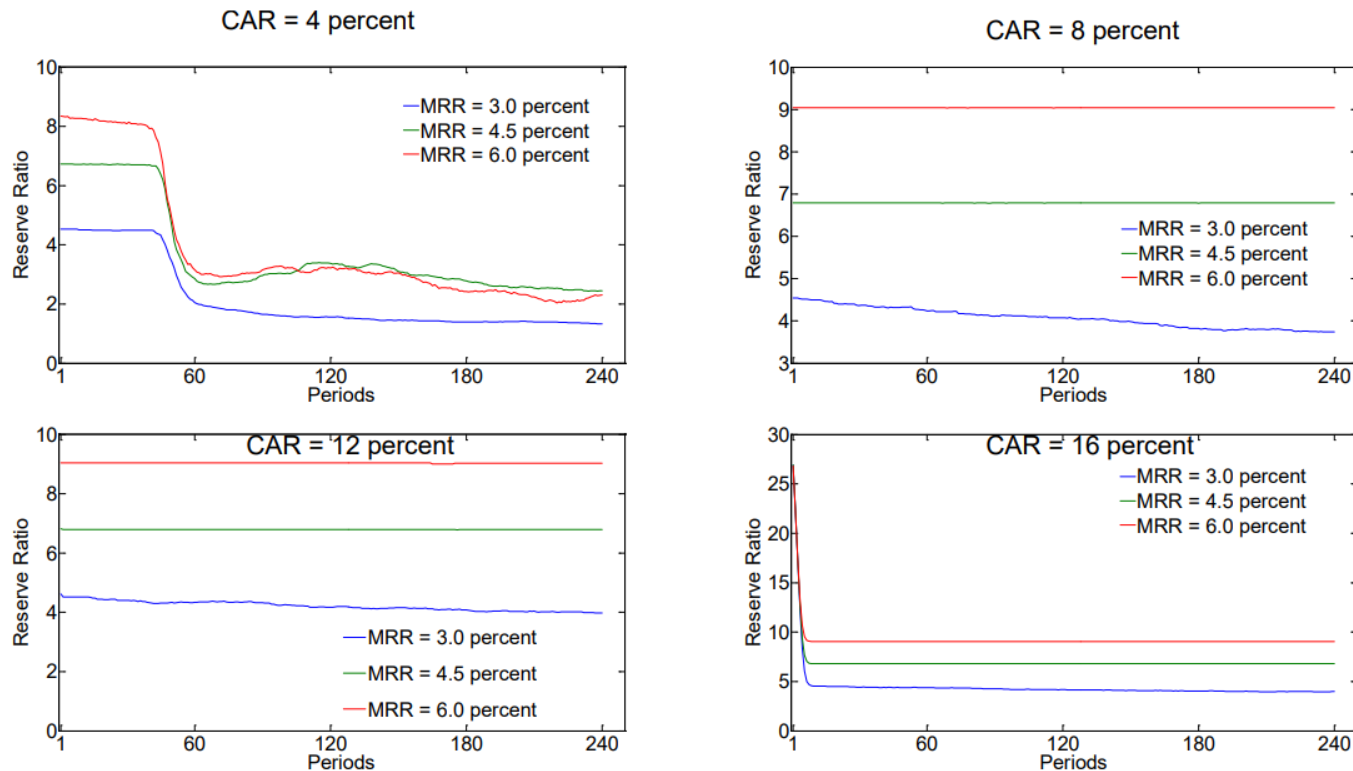 CAR = 4 percent
10
8
6
4
2
0
Reserve Ratio
MRR = 3.0 percent
MRR = 4.5 percent
MRR = 6.0 percent
1 60 120 180 240
Periods
CAR = 8 percent
10
9
8
7
6
5
4
3
Reserve Ratio
MRR = 3.0 percent
MRR = 4.5 percent
MRR = 6.0 percent
1 60 120 180 240
Periods
CAR = 12 percent
10
8
6
4
2
0
Reserve Ratio
MRR = 3.0 percent
MRR = 4.5 percent
MRR = 6.0 percent
1 60 120 180 240
Periods
CAR = 16 percent
30
25
20
15
10
5
0
Reserve Ratio
MRR = 3.0 percent
MRR = 4.5 percent
MRR = 6.0 percent
1 60 120 180 240
Periods